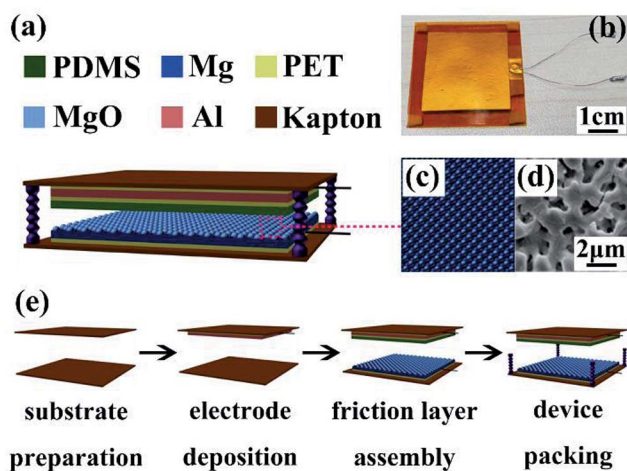 (a)
PDMS Mg PET
MgO Al Kapton
(b)
1cm
(c)
(d)
2μm
(e)
substrate preparation
electrode deposition
friction layer assembly
device packing